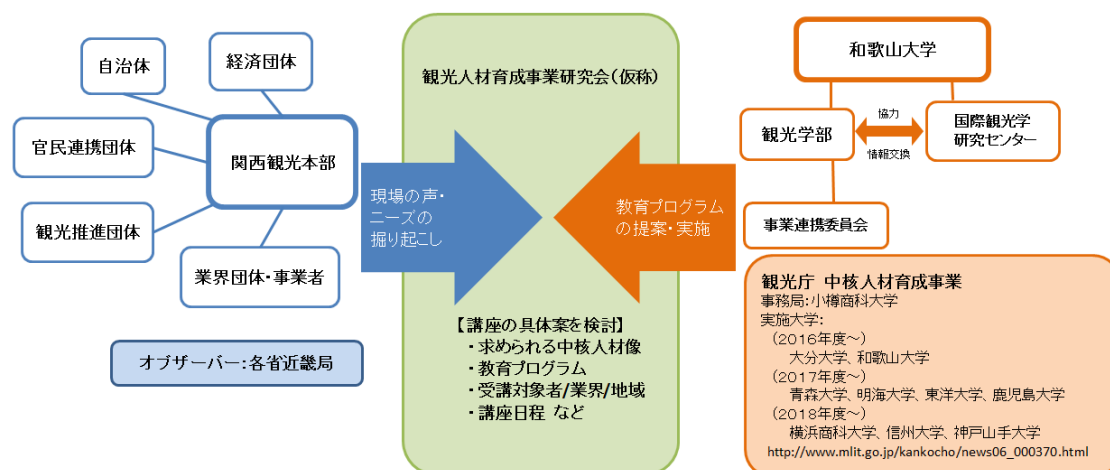 自治体
経済団体
官民連携団体
関西観光本部
観光推進団体
業界団体・事業者
オブザーバー：各省近畿局
観光人材育成事業研究会（仮称）
現場の声・
ニーズの
掘り起こし
教育プログラム
の提案・実施
【講座の具体案を検討】
・求められる中核人材像
・教育プログラム
・受講対象者/業界/地域
・講座日程 など
和歌山大学
観光学部
協力
情報交換
国際観光学
研究センター
事業連携委員会
観光庁 中核人材育成事業
事務局：小樽商科大学
実施大学：
（2016年度～）
大分大学、和歌山大学
（2017年度～）
青森大学、明海大学、東洋大学、鹿児島大学
（2018年度～）
横浜商科大学、信州大学、神戸山手大学
http://www.mlit.go.jp/kankocho/news06_000370.html